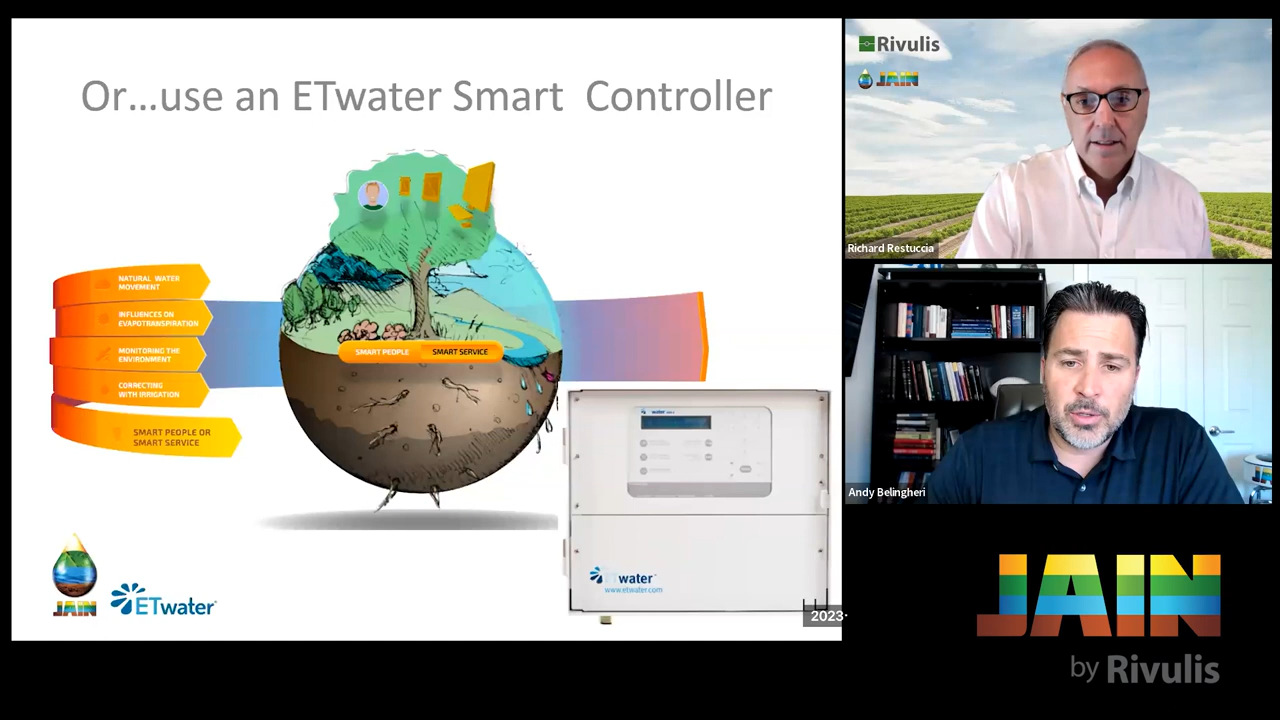 Or...use an ETwater Smart Controller
NATURAL WATER
MOVEMENT
INFLUENCES ON
EVAPOTRANSPIRATION
MONITORING THE
ENVIRONMENT
CORRECTING
WITH IRRIGATION
SMART PEOPLE OR
SMART SERVICE
SMART PEOPLE
SMART SERVICE
water
ETwater
www.etwater.com
JAIN
ETwater
2023-
Rivulis
JAIN
Richard Restuccia
Andy Belingheri
JAIN
by Rivulis